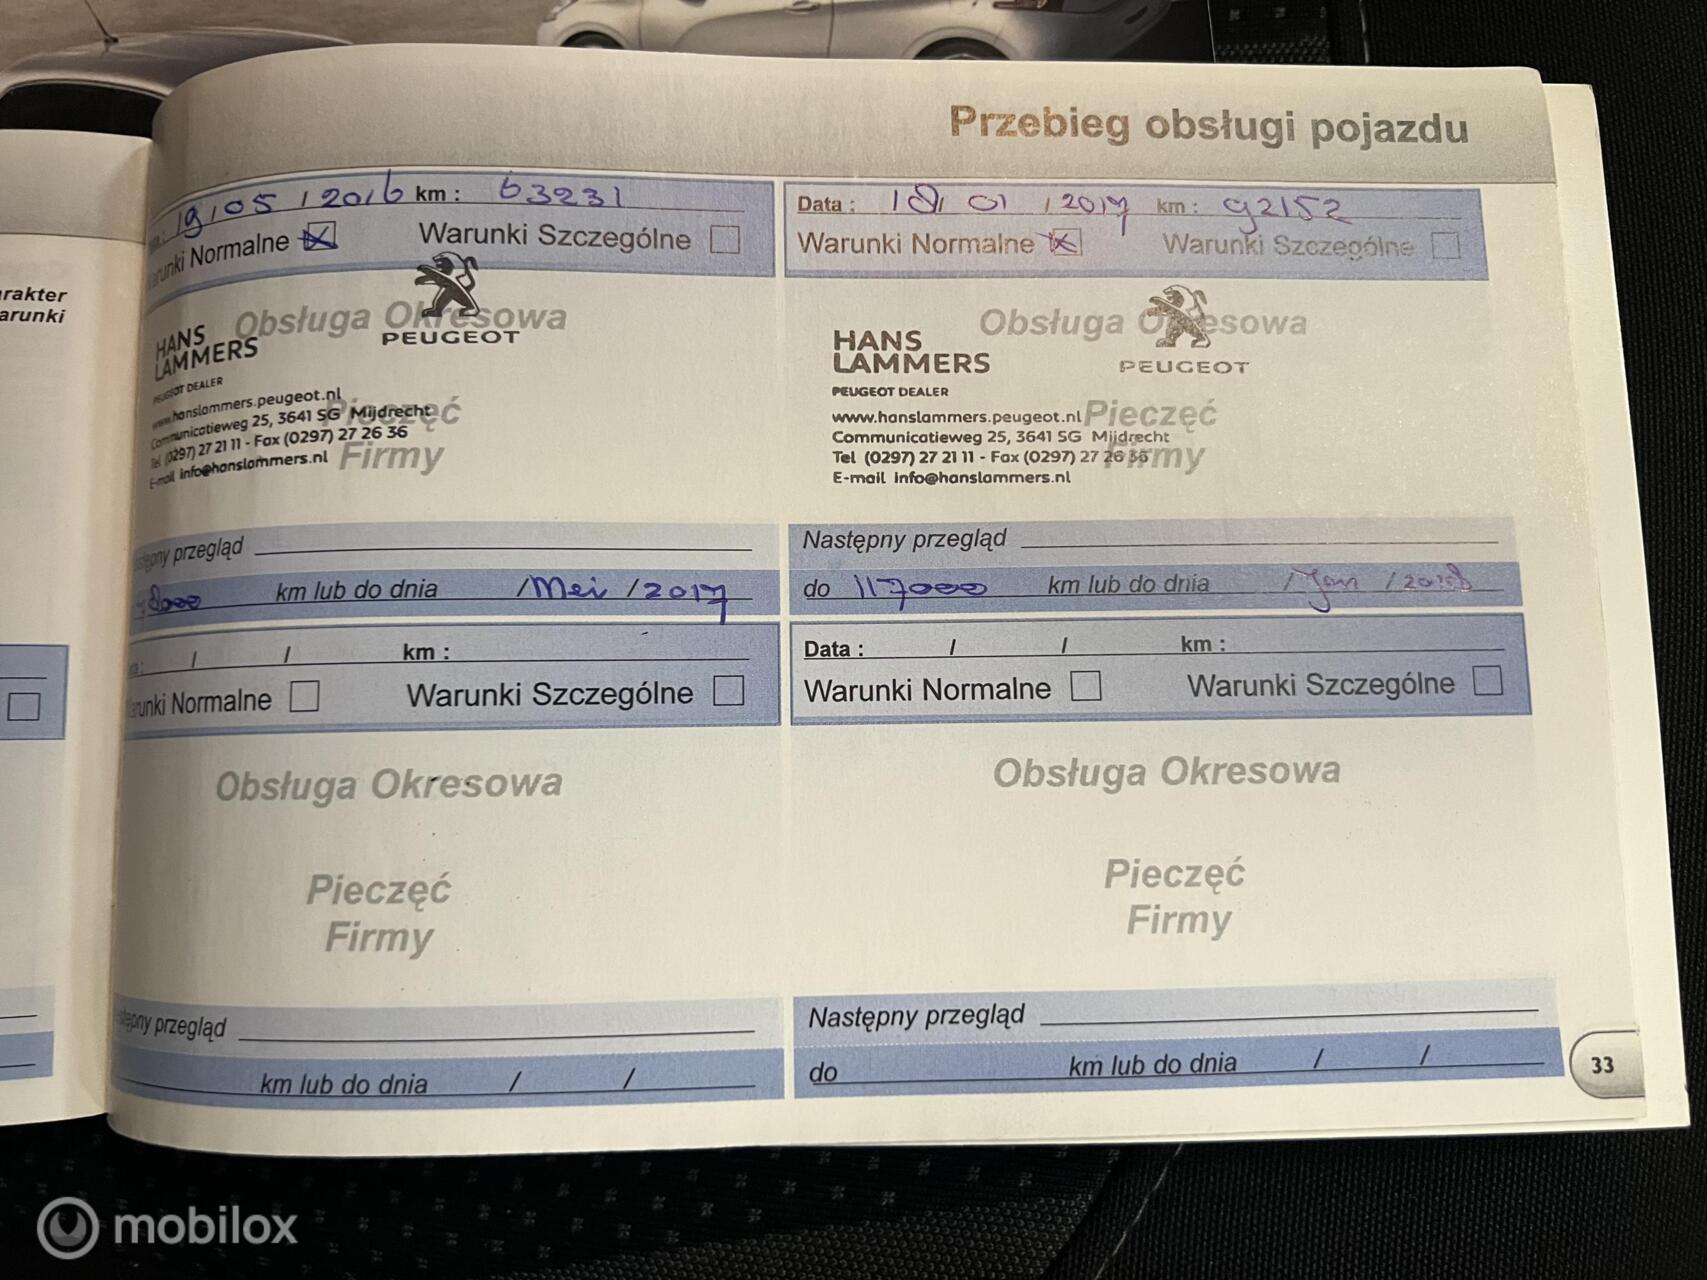 Przebieg obsługi pojazdu
19/05/2016 km : 63231
Warunki Normalne Warunki Szczególne
Obsługa Okresowa
HANS
LAMMERS
PEUGEOT
PEUGEOT DEALER
www.hanslammers.peugeot.nl
Communicatieweg 25, 3641 SG Mijdrecht
Tel (0297) 27 21 11 - Fax (0297) 27 26 36
E-mail info@hanslammers.nl
Pieczęć
Firmy
przegląd
km lub do dnia /Mei/2017
Data : 18/01/2017 km : 92152
Warunki Normalne Warunki Szczególne
Obsługa Okresowa
HANS
LAMMERS
PEUGEOT
PEUGEOT DEALER
www.hanslammers.peugeot.nl
Communicatieweg 25, 3641 SG Mijdrecht
Tel (0297) 27 21 11 - Fax (0297) 27 26 36
E-mail info@hanslammers.nl
Pieczęć
Firmy
Następny przegląd
do 117000 km lub do dnia /Jan/2018
/ / km :
Normalne Warunki Szczególne
Obsługa Okresowa
Pieczęć
Firmy
przegląd
km lub do dnia / /
Data : / / km :
Warunki Normalne Warunki Szczególne
Obsługa Okresowa
Pieczęć
Firmy
Następny przegląd
do km lub do dnia / /
33
mobilox